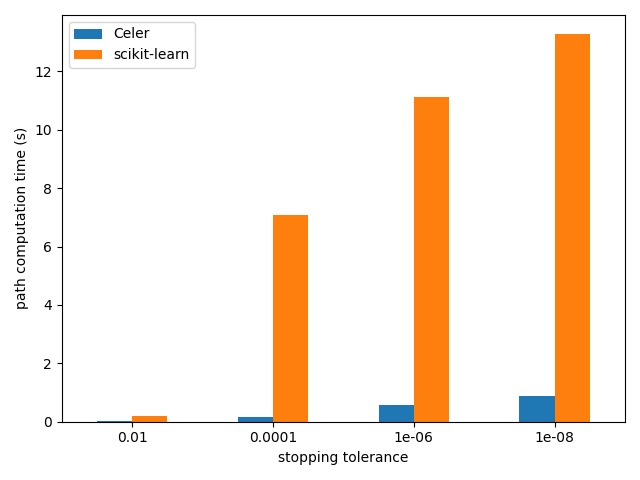 Celer
scikit-learn
path computation time (s)
12
10
8
6
4
2
0
0.01 0.0001 1e-06 1e-08
stopping tolerance